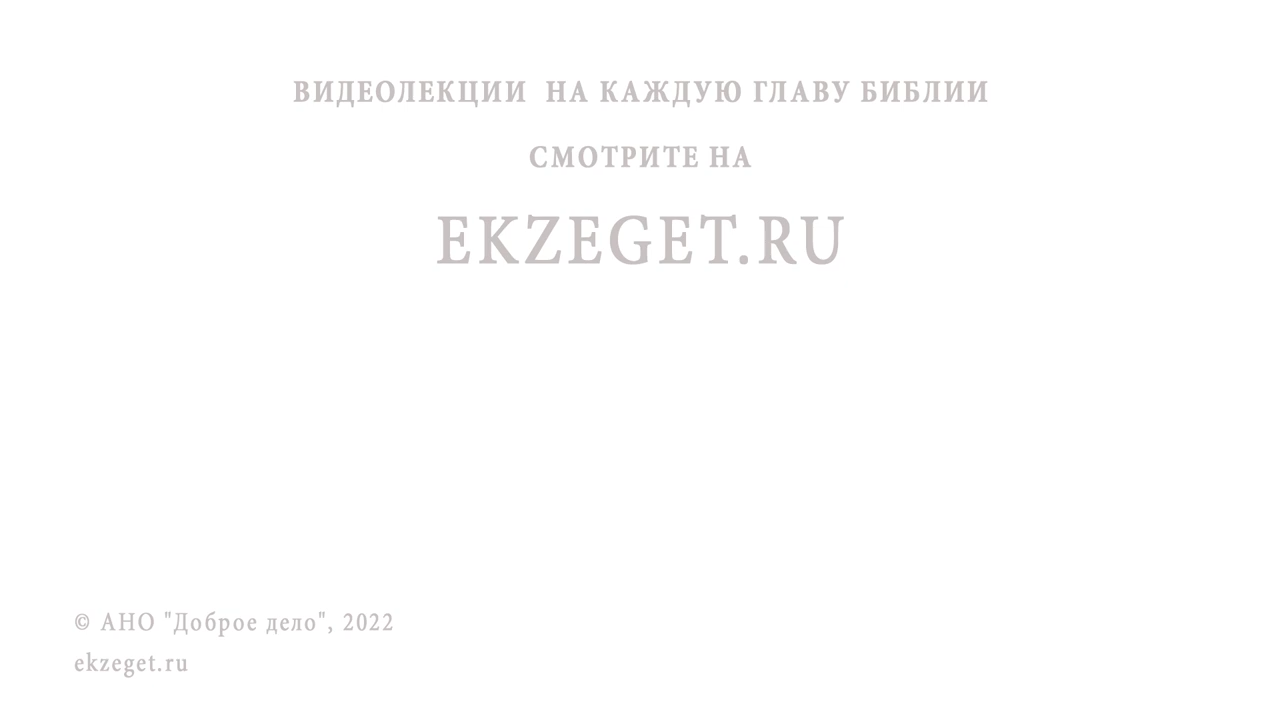 ВИДЕОЛЕКЦИИ НА КАЖДУЮ ГЛАВУ БИБЛИИ
СМОТРИТЕ НА
EKZEGET.RU
© АНО "Доброе дело", 2022
ekzeget.ru